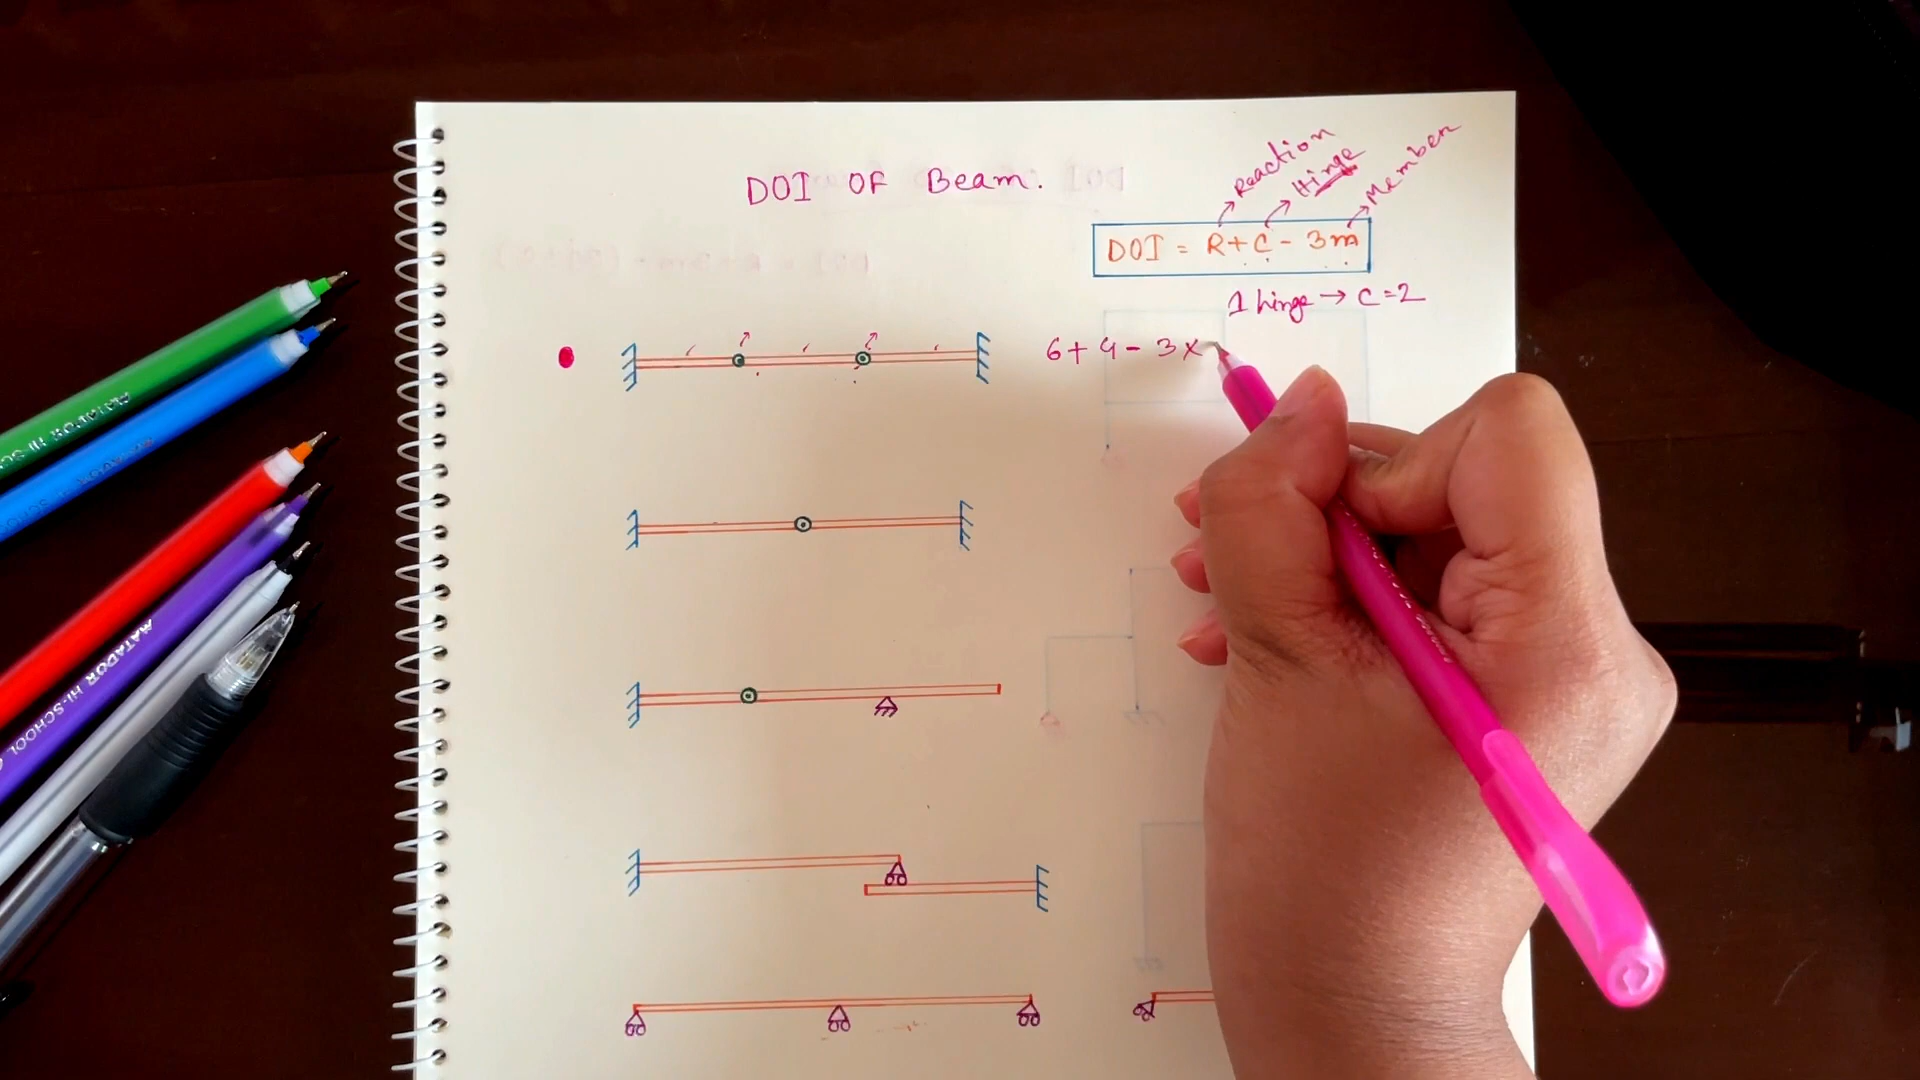 DOI OF Beam.
Reaction
Hinge
Member
DOI = R + C - 3m
1 hinge → C = 2
6 + 4 - 3 x
MATADOR HI-SCHOOL